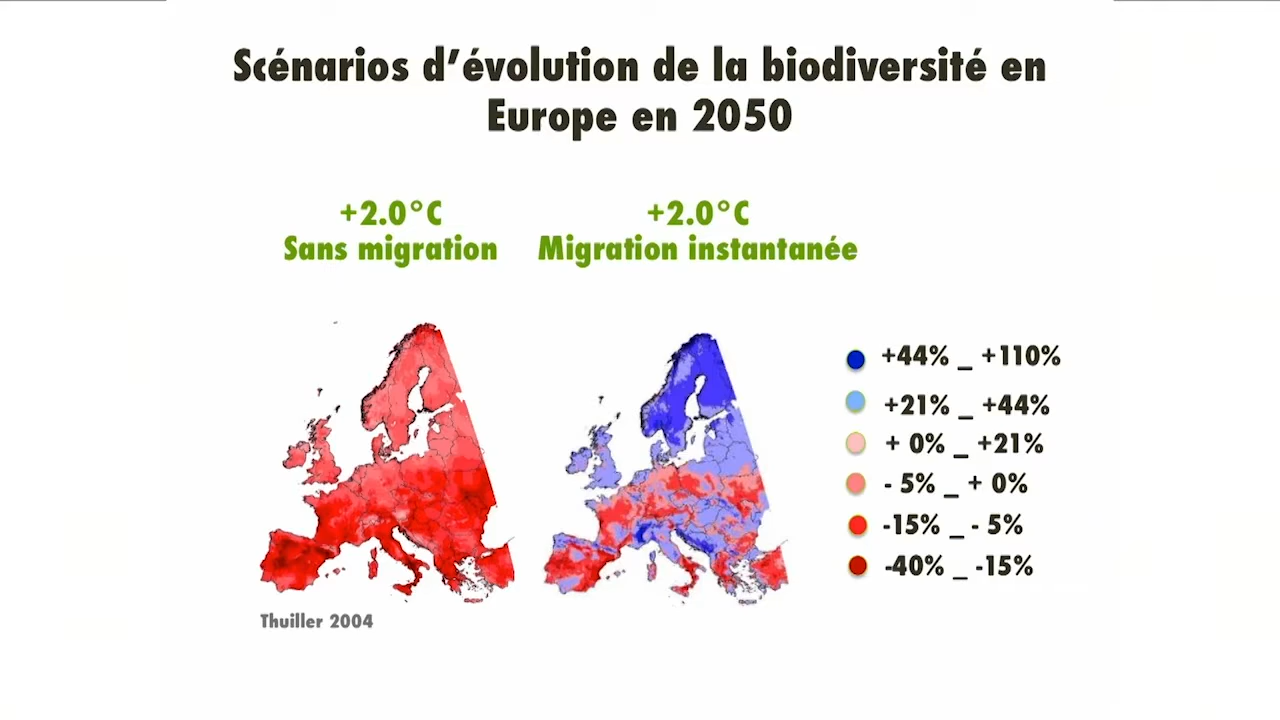 Scénarios d’évolution de la biodiversité en
Europe en 2050
+2.0°C
Sans migration
+2.0°C
Migration instantanée
+44% _ +110%
+21% _ +44%
+ 0% _ +21%
- 5% _ + 0%
-15% _ - 5%
-40% _ -15%
Thuiller 2004